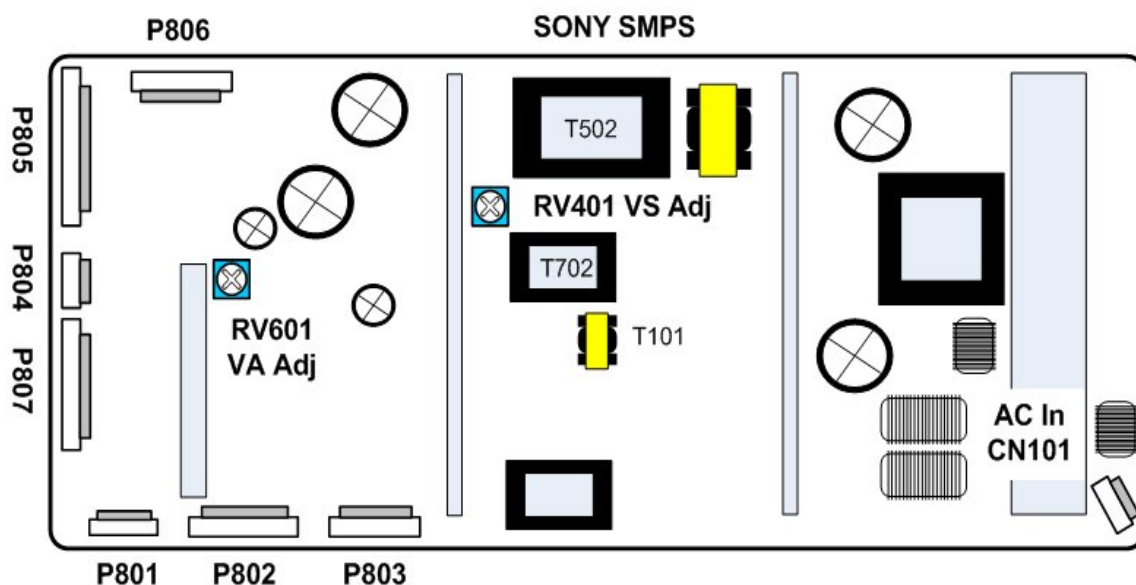 P806
SONY SMPS
P805
T502
RV401 VS Adj
P804
T702
RV601
VA Adj
T101
P807
AC In
CN101
P801
P802
P803